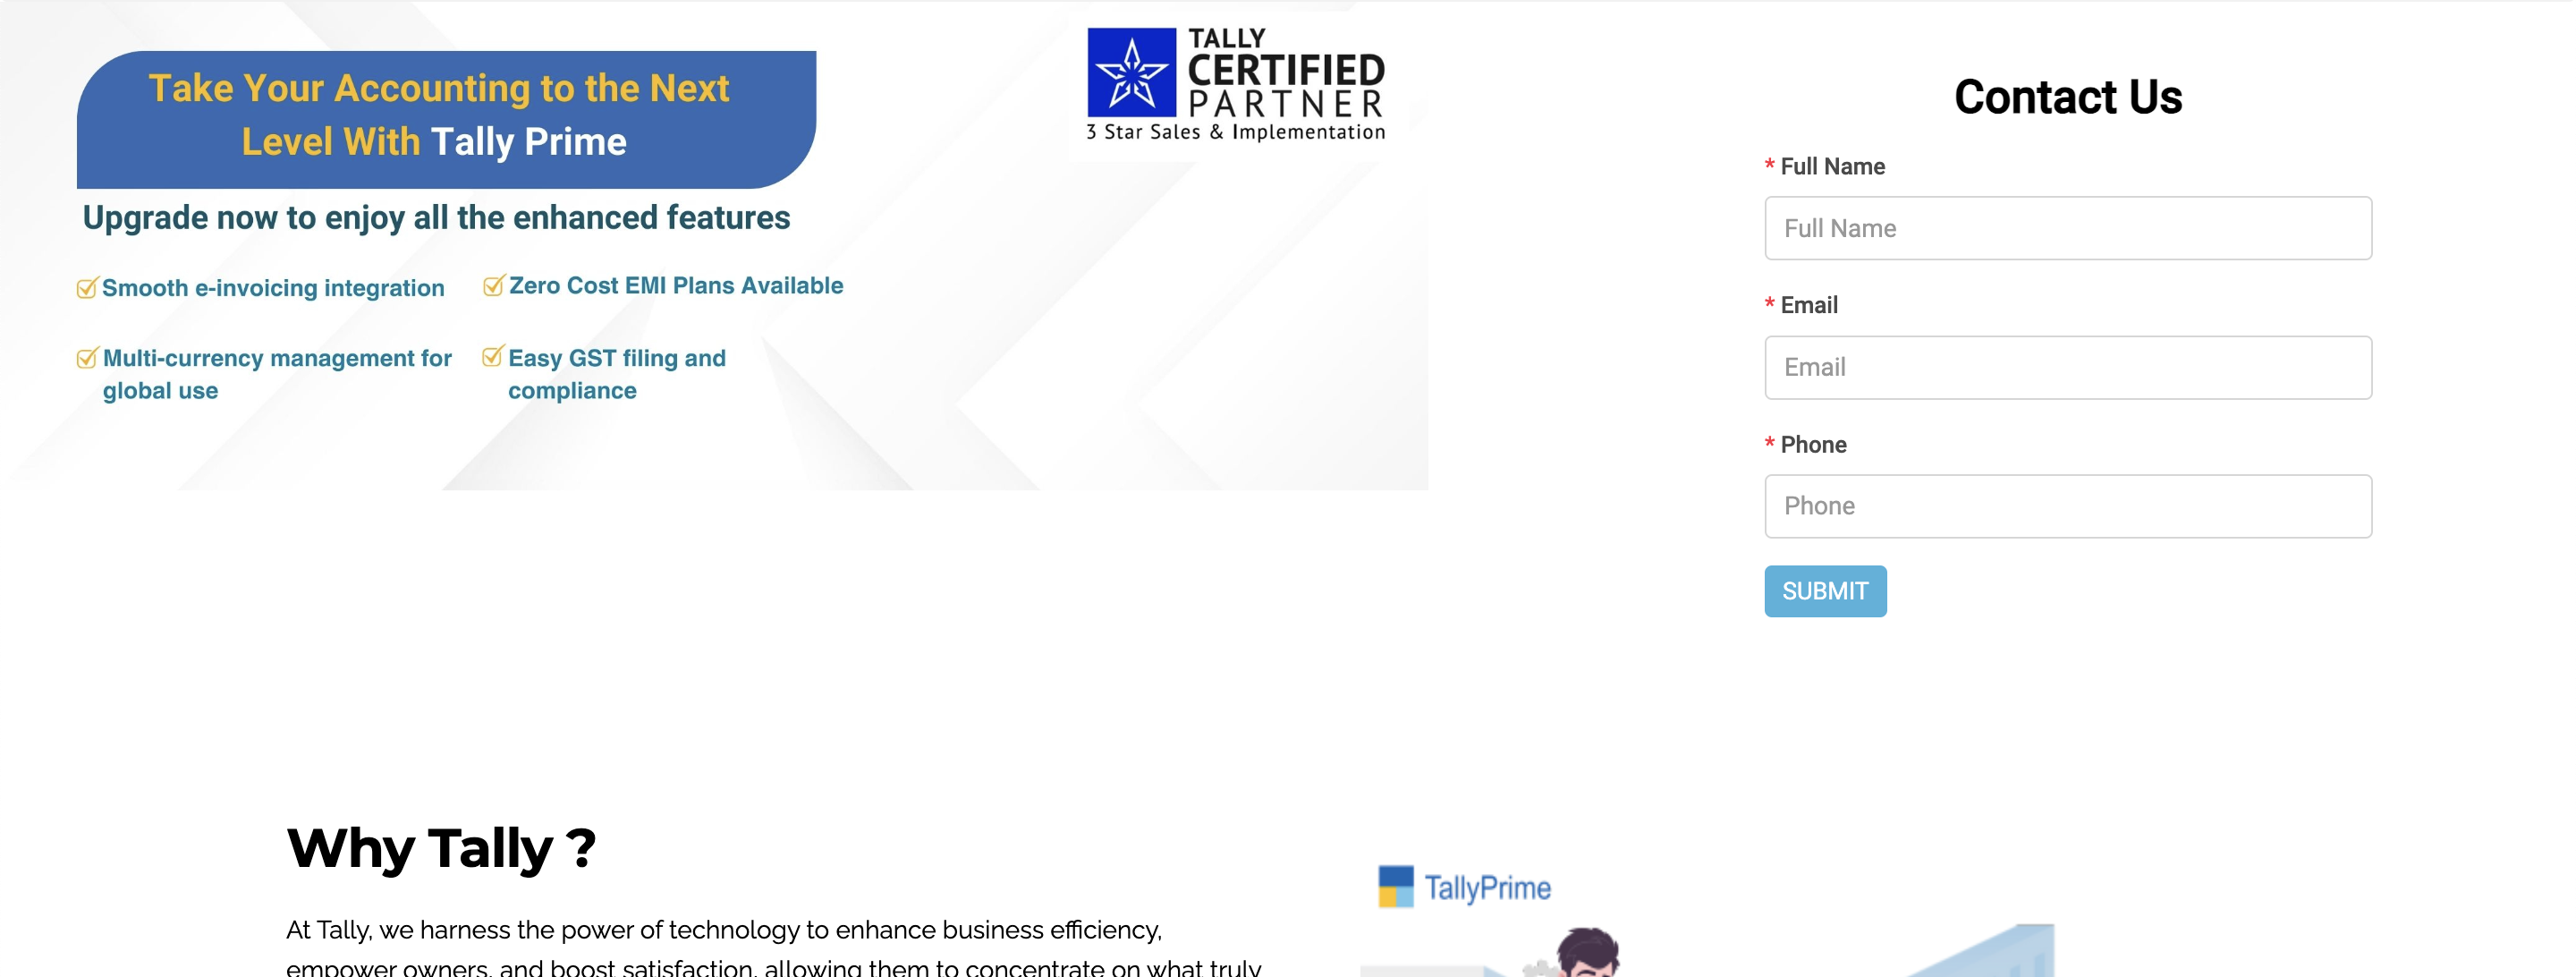 Take Your Accounting to the Next
Level With Tally Prime
Upgrade now to enjoy all the enhanced features
Smooth e-invoicing integration
Zero Cost EMI Plans Available
Multi-currency management for
global use
Easy GST filing and
compliance
TALLY
CERTIFIED
PARTNER
3 Star Sales & Implementation
Contact Us
* Full Name
Full Name
* Email
Email
* Phone
Phone
SUBMIT
Why Tally ?
At Tally, we harness the power of technology to enhance business efficiency,
empower owners, and boost satisfaction, allowing them to concentrate on what truly
TallyPrime